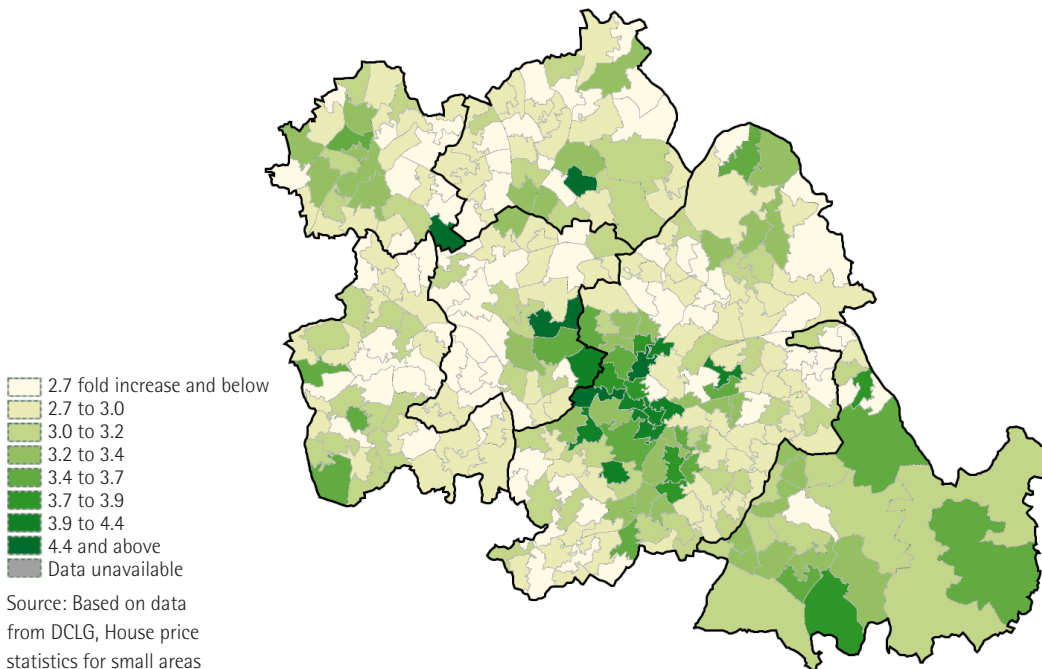 2.7 fold increase and below
2.7 to 3.0
3.0 to 3.2
3.2 to 3.4
3.4 to 3.7
3.7 to 3.9
3.9 to 4.4
4.4 and above
Data unavailable
Source: Based on data
from DCLG, House price
statistics for small areas